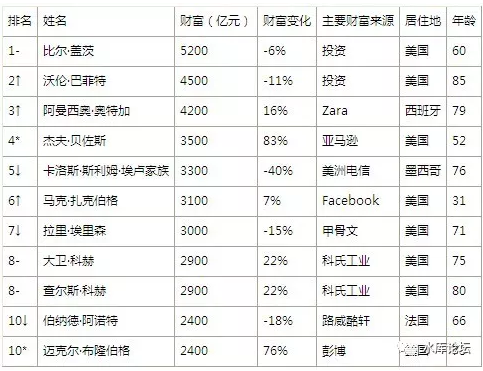 排名 姓名 财富（亿元） 财富变化 主要财富来源 居住地 年龄
1- 比尔·盖茨 5200 -6% 投资 美国 60
2↑ 沃伦·巴菲特 4500 -11% 投资 美国 85
3↑ 阿曼西奥·奥特加 4200 16% Zara 西班牙 79
4* 杰夫·贝佐斯 3500 83% 亚马逊 美国 52
5↓ 卡洛斯·斯利姆·埃卢家族 3300 -40% 美洲电信 墨西哥 76
6↑ 马克·扎克伯格 3100 7% Facebook 美国 31
7↓ 拉里·埃里森 3000 -15% 甲骨文 美国 71
8- 大卫·科赫 2900 22% 科氏工业 美国 75
8- 查尔斯·科赫 2900 22% 科氏工业 美国 80
10↓ 伯纳德·阿诺特 2400 -18% 路威酩轩 法国 66
10* 迈克尔·布隆伯格 2400 76% 彭博
水库论坛